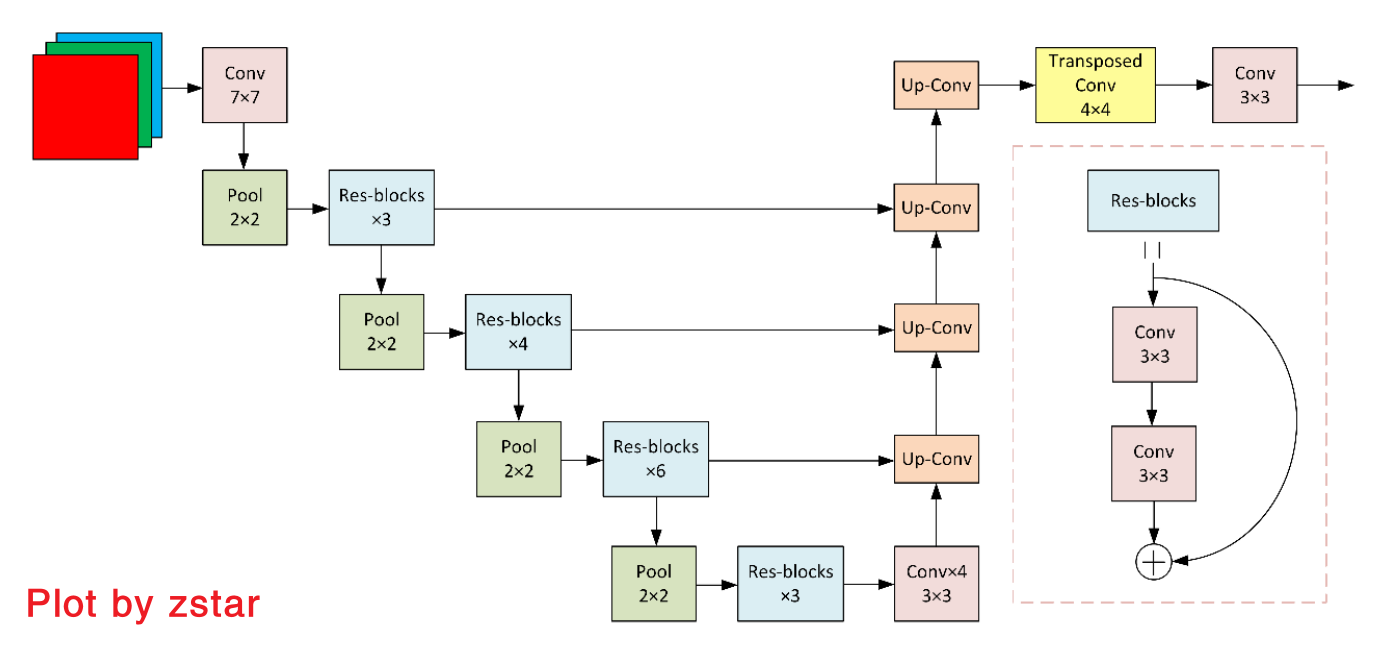 Conv
7×7
Up-Conv
Transposed
Conv
4×4
Conv
3×3
Pool
2×2
Res-blocks
×3
Up-Conv
Res-blocks
Pool
2×2
Res-blocks
×4
Up-Conv
Conv
3×3
Pool
2×2
Res-blocks
×6
Up-Conv
Conv
3×3
Pool
2×2
Res-blocks
×3
Conv×4
3×3
Plot by zstar